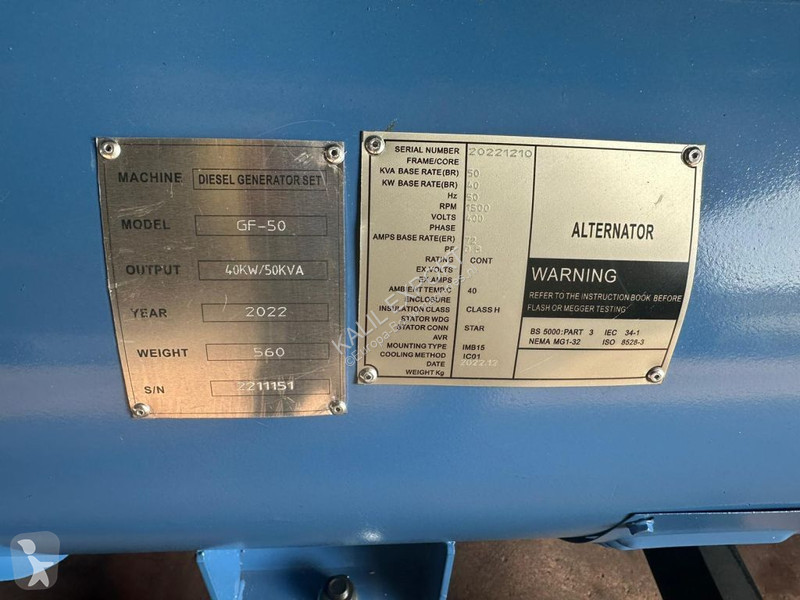 MACHINE DIESEL GENERATOR SET
MODEL GF-50
OUTPUT 40KW/50KVA
YEAR 2022
WEIGHT 560
S/N 2211151
SERIAL NUMBER 20221210
FRAME/CORE
KVA BASE RATE(BR) 50
KW BASE RATE(BR) 40
Hz 50
RPM 1500
VOLTS 400
PHASE
AMPS BASE RATE(ER) 72
PF
RATING CONT
EX.VOLTS
EX AMPS
AMBIENT TEMP.C 40
ENCLOSURE
INSULATION CLASS CLASS H
STATOR WDG
STATOR CONN STAR
AVR
MOUNTING TYPE IMB15
COOLING METHOD IC01
DATE 2022.12
WEIGHT Kg
ALTERNATOR
WARNING
REFER TO THE INSTRUCTION BOOK BEFORE
FLASH OR MEGGER TESTING
BS 5000:PART 3 IEC 34-1
NEMA MG1-32 ISO 8528-3